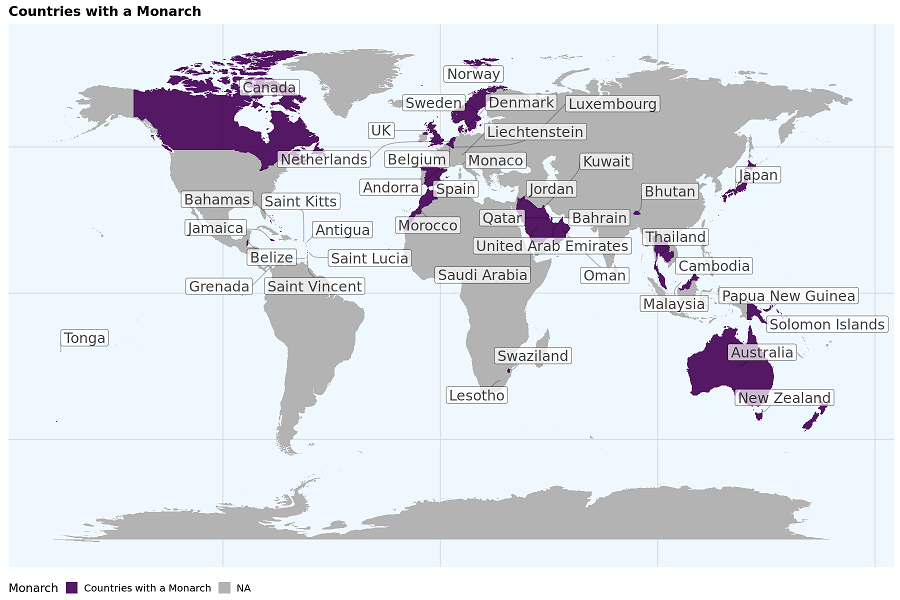 Countries with a Monarch
Norway
Canada
Sweden
Denmark
Luxembourg
UK
Liechtenstein
Netherlands
Belgium
Monaco
Kuwait
Japan
Andorra
Spain
Jordan
Bhutan
Bahamas
Saint Kitts
Qatar
Bahrain
Jamaica
Antigua
Morocco
Thailand
United Arab Emirates
Belize
Saint Lucia
Cambodia
Saudi Arabia
Oman
Grenada
Saint Vincent
Malaysia
Papua New Guinea
Solomon Islands
Tonga
Swaziland
Australia
Lesotho
New Zealand
Monarch
Countries with a Monarch
NA